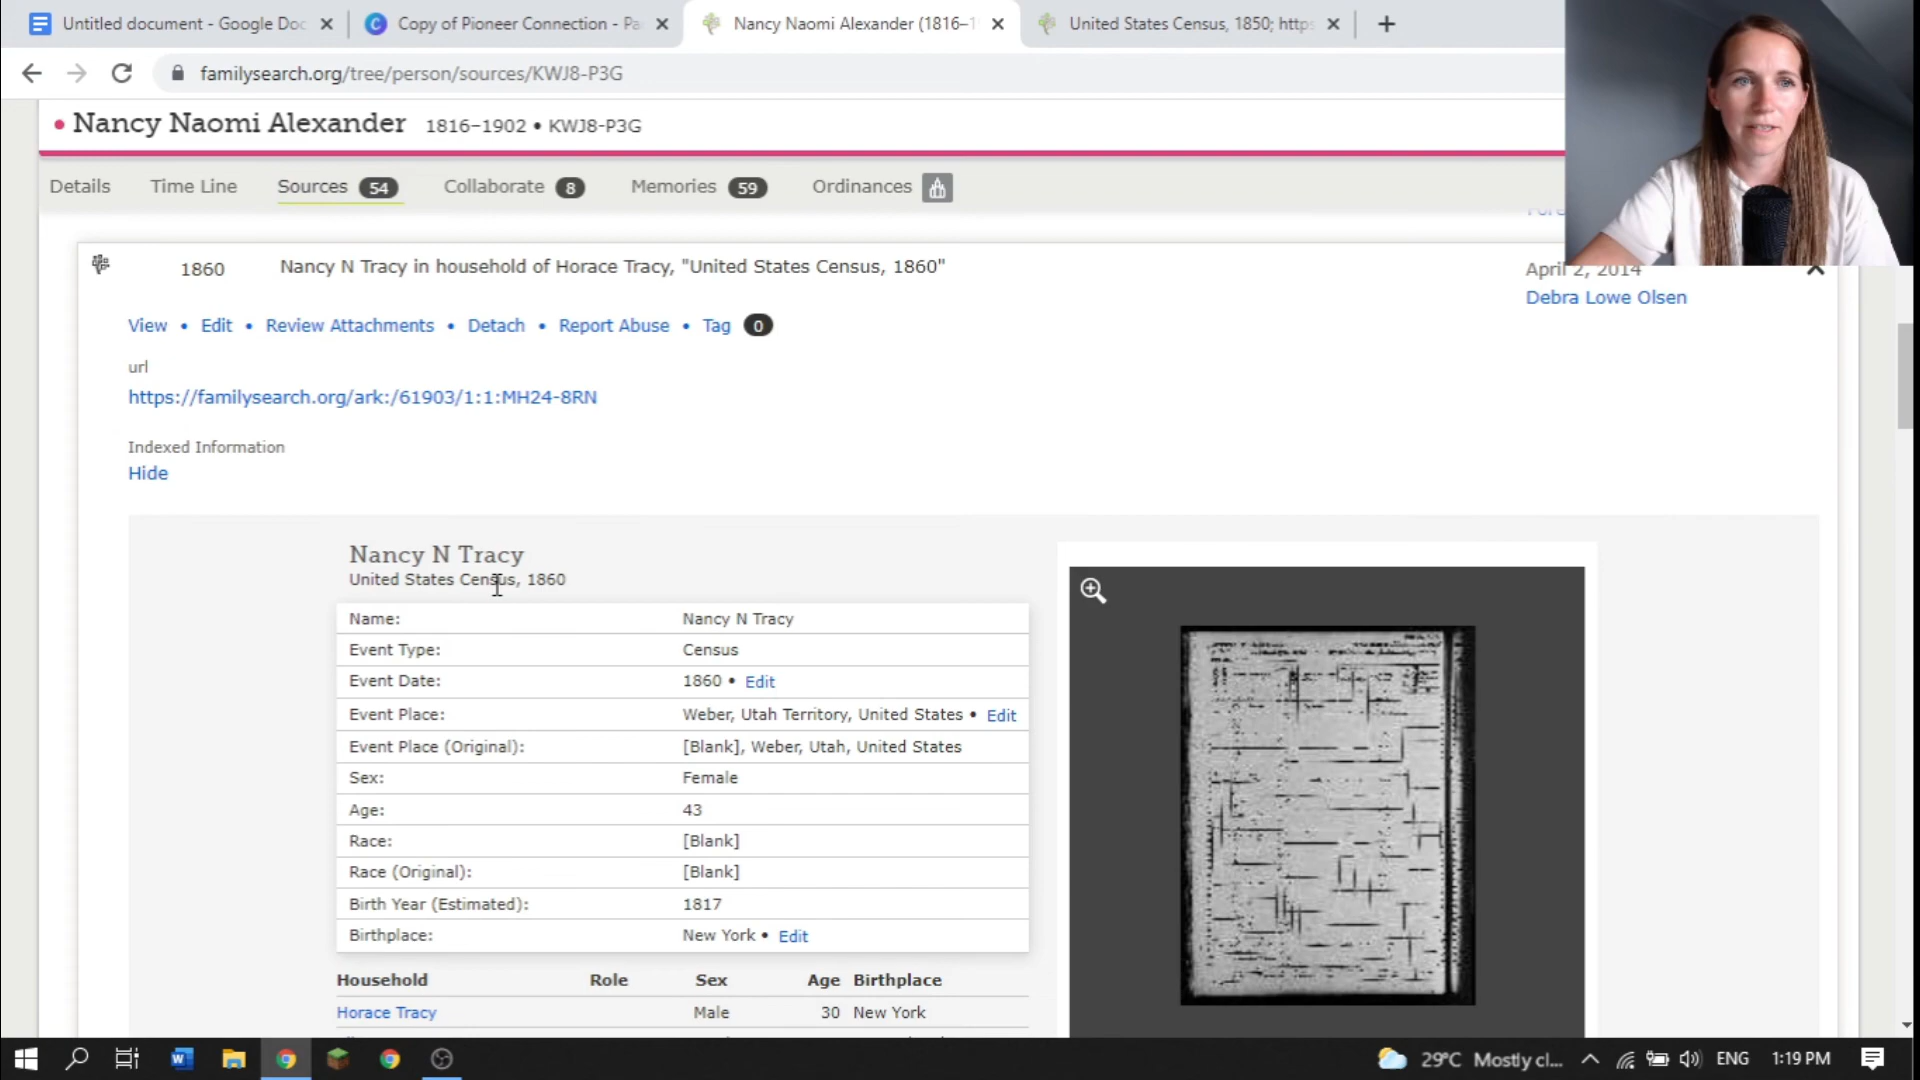 Untitled document - Google Doc
Copy of Pioneer Connection - Pa
Nancy Naomi Alexander (1816–1
United States Census, 1850; https
familysearch.org/tree/person/sources/KWJ8-P3G
Nancy Naomi Alexander 1816–1902 • KWJ8-P3G
Details Time Line Sources 54 Collaborate 8 Memories 59 Ordinances
1860 Nancy N Tracy in household of Horace Tracy, "United States Census, 1860"
April 2, 2014
Debra Lowe Olsen
View • Edit • Review Attachments • Detach • Report Abuse • Tag 0
url
https://familysearch.org/ark:/61903/1:1:MH24-8RN
Indexed Information
Hide
Nancy N Tracy
United States Census, 1860
Name: Nancy N Tracy
Event Type: Census
Event Date: 1860 • Edit
Event Place: Weber, Utah Territory, United States • Edit
Event Place (Original): [Blank], Weber, Utah, United States
Sex: Female
Age: 43
Race: [Blank]
Race (Original): [Blank]
Birth Year (Estimated): 1817
Birthplace: New York • Edit
Household Role Sex Age Birthplace
Horace Tracy Male 30 New York
29°C Mostly cl... ENG 1:19 PM